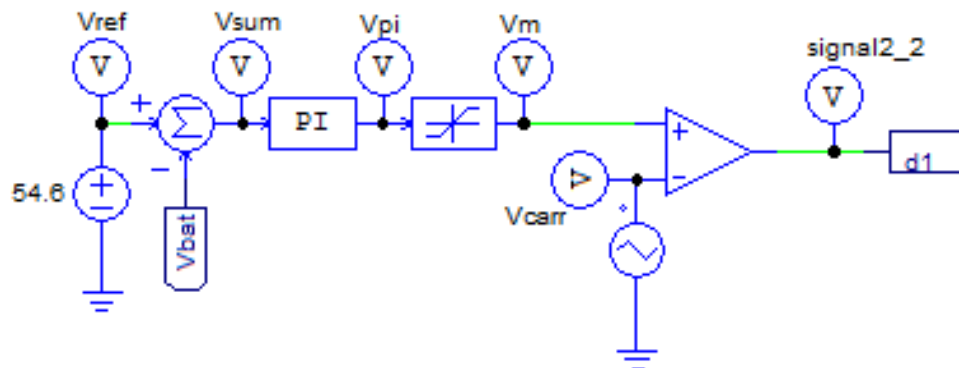 Vref
Vsum
Vpi
Vm
signal2_2
V
V
V
V
V
+
Σ
PI
+
d1
−
54.6
+
−
Vbat
V
−
Vcarr